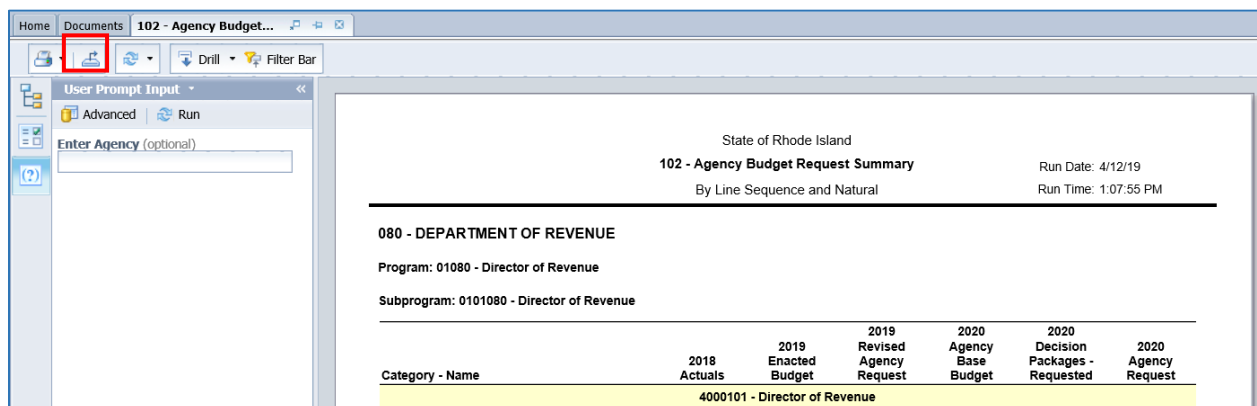 Home Documents 102 - Agency Budget...
Drill Filter Bar
User Prompt Input
Advanced Run
Enter Agency (optional)
State of Rhode Island
102 - Agency Budget Request Summary
Run Date: 4/12/19
By Line Sequence and Natural
Run Time: 1:07:55 PM
080 - DEPARTMENT OF REVENUE
Program: 01080 - Director of Revenue
Subprogram: 0101080 - Director of Revenue
2019 2020 2020
2019 Revised Agency Decision 2020
2018 Enacted Agency Base Packages - Agency
Category - Name Actuals Budget Request Budget Requested Request
4000101 - Director of Revenue